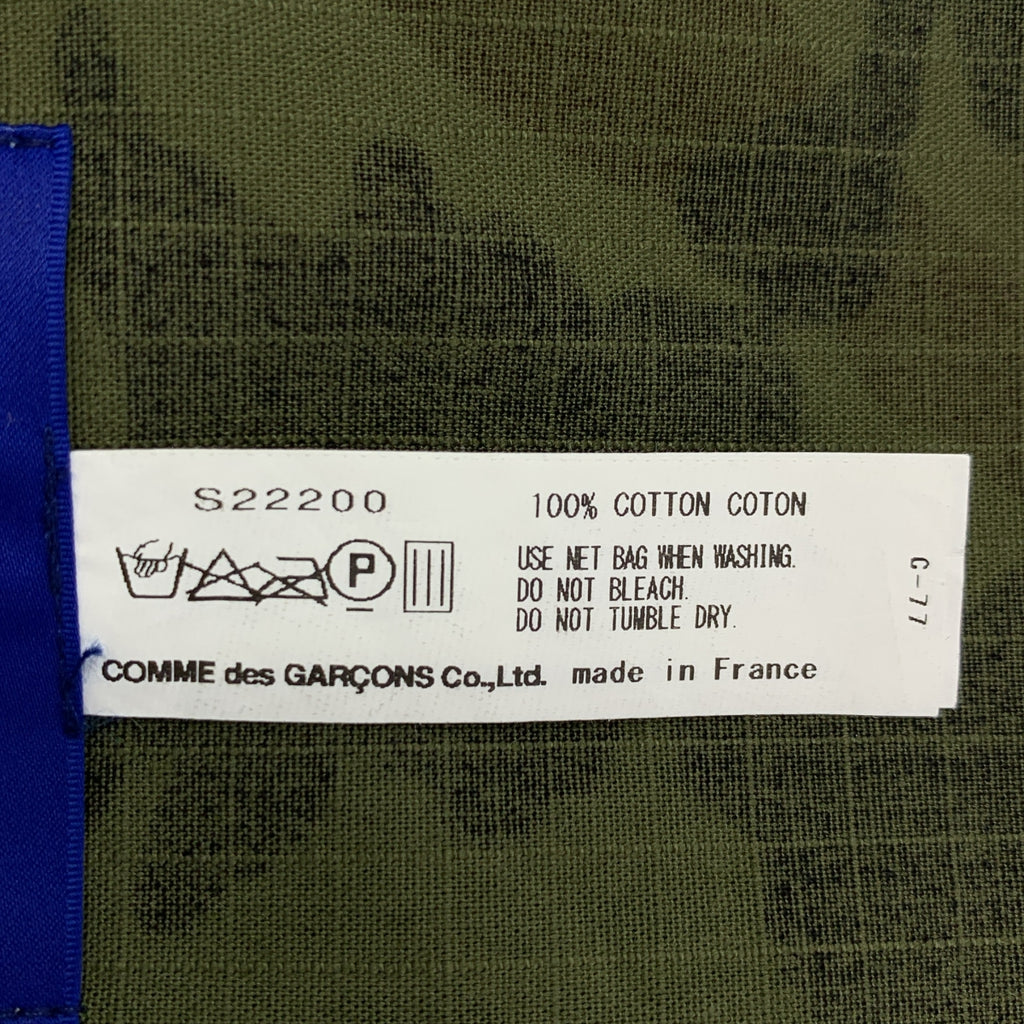 S22200
P
COMME des GARÇONS Co.,Ltd. made in France
100% COTTON COTON
USE NET BAG WHEN WASHING.
DO NOT BLEACH.
DO NOT TUMBLE DRY.
C-77